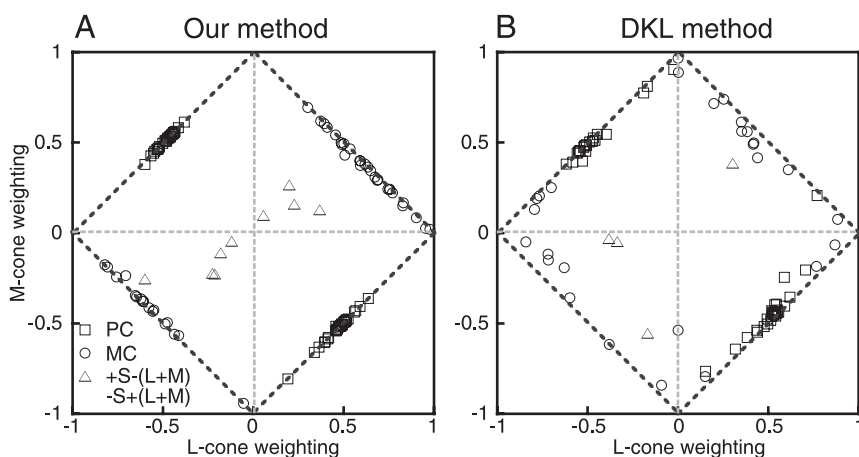 A Our method
B DKL method
1
0.5
0
-0.5
-1
M-cone weighting
PC
MC
+S-(L+M)
-S+(L+M)
-1 -0.5 0 0.5 1
L-cone weighting
1
0.5
0
-0.5
-1
-1 -0.5 0 0.5 1
L-cone weighting